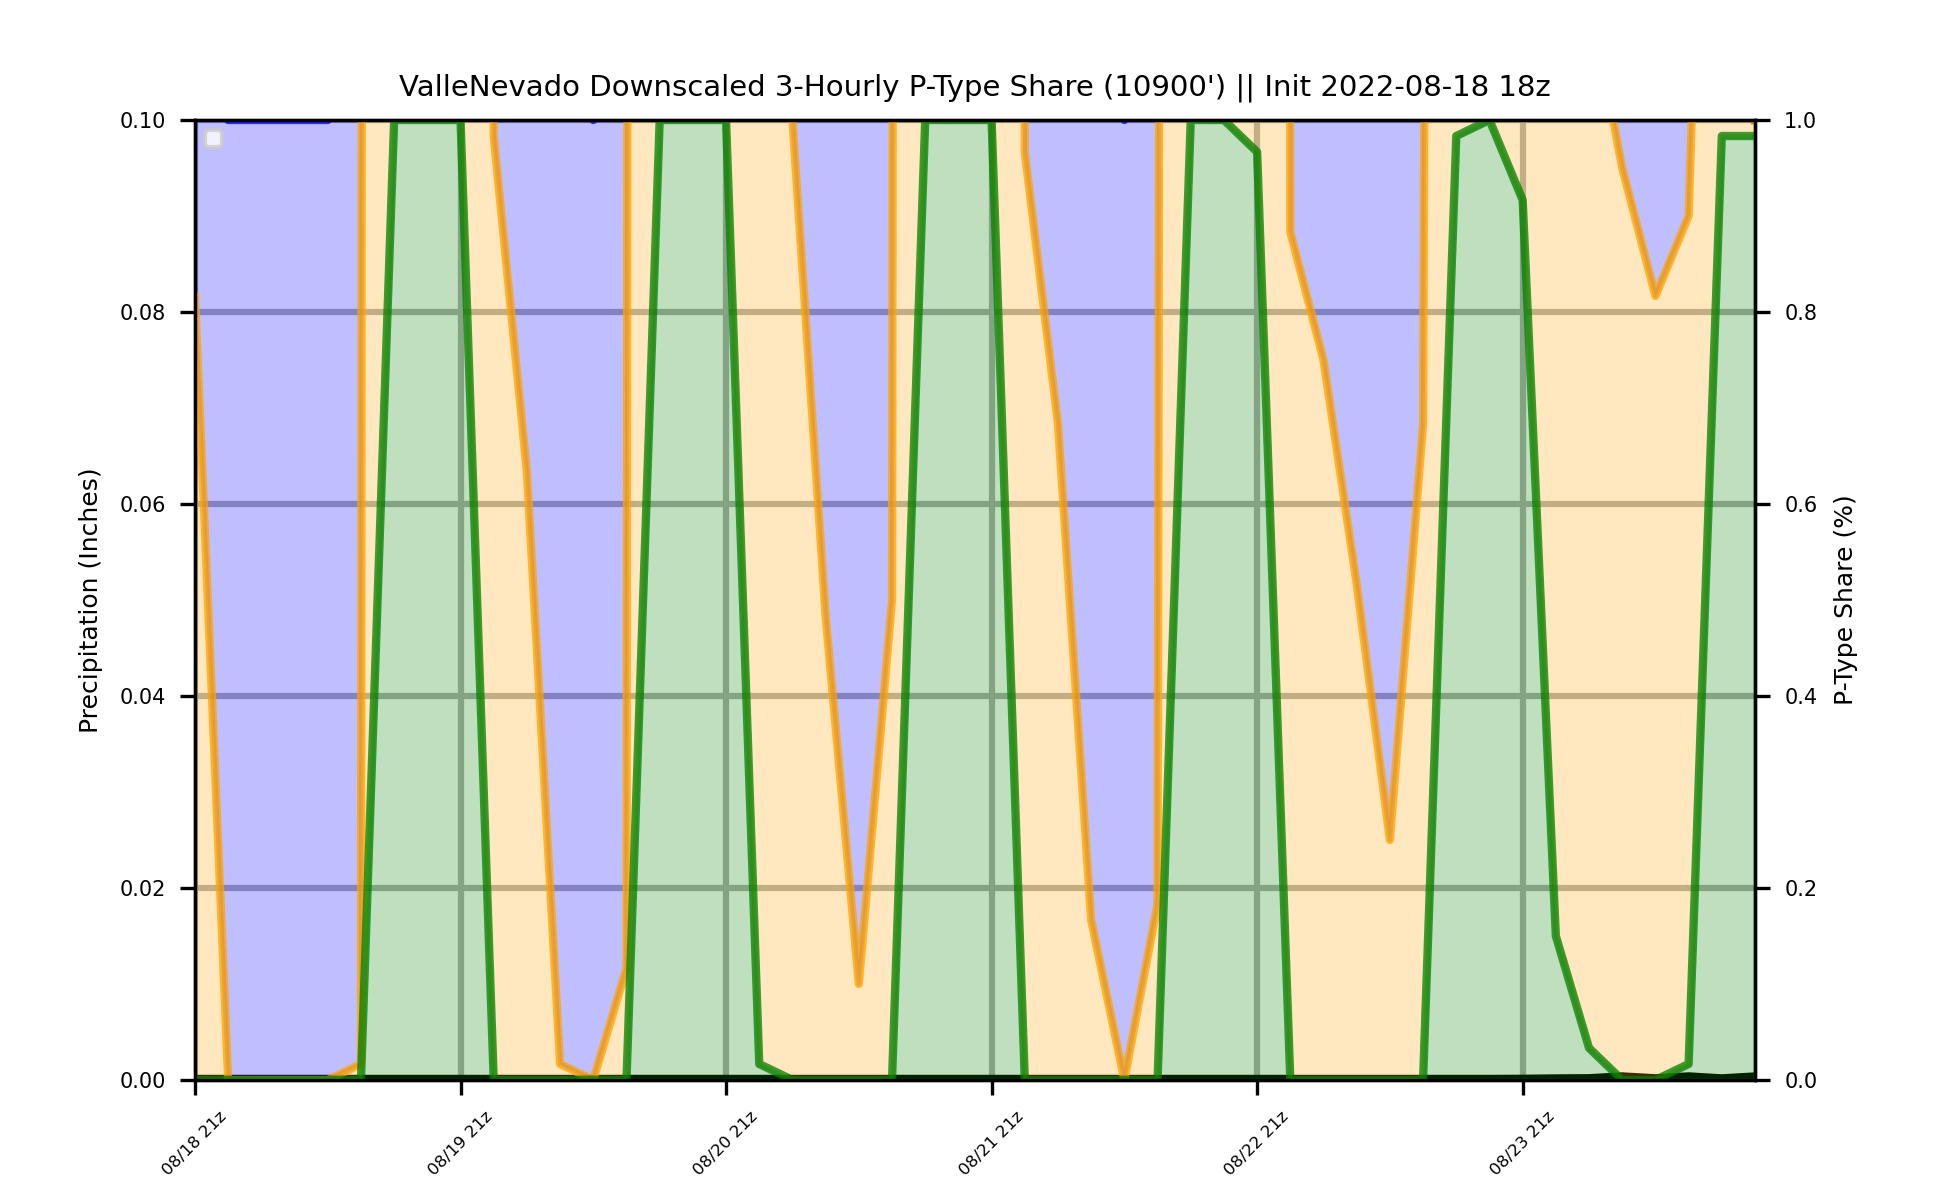 ValleNevado Downscaled 3-Hourly P-Type Share (10900') || Init 2022-08-18 18z
0.10
0.08
0.06
0.04
0.02
0.00
Precipitation (Inches)
1.0
0.8
0.6
0.4
0.2
0.0
P-Type Share (%)
08/18 21z
08/19 21z
08/20 21z
08/21 21z
08/22 21z
08/23 21z